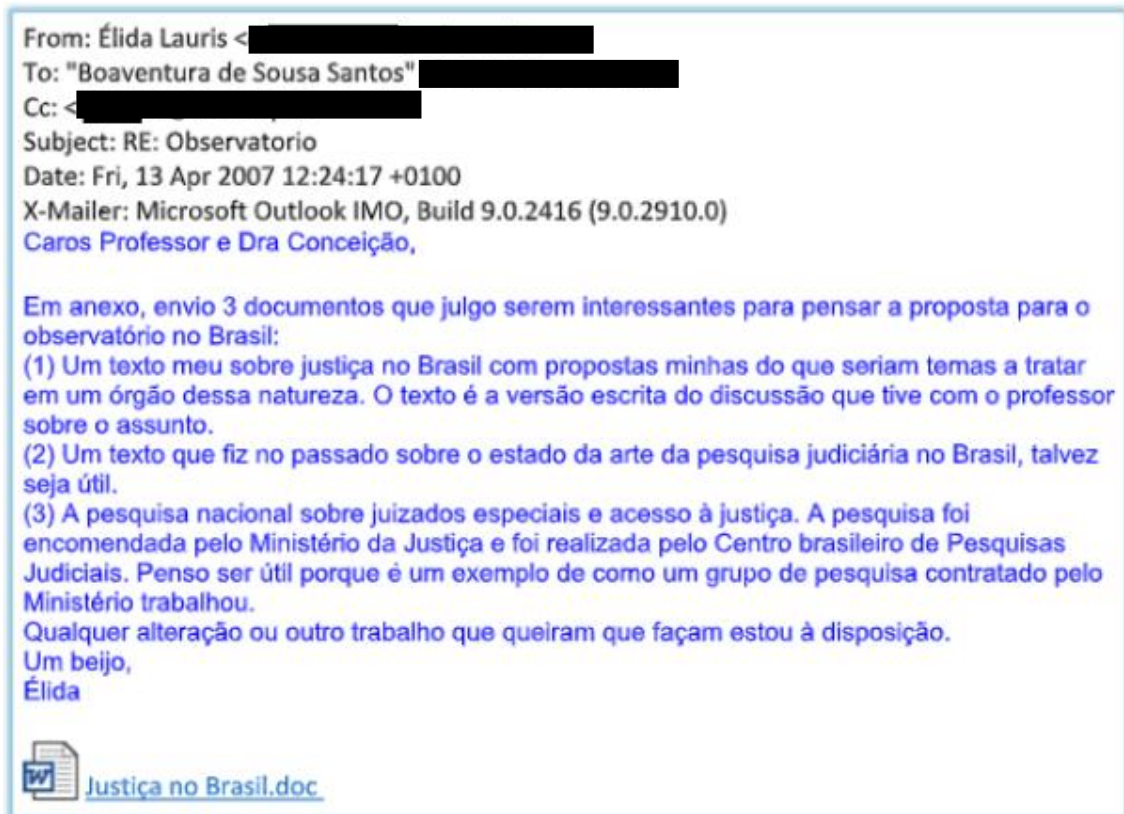 From: Élida Lauris <
To: "Boaventura de Sousa Santos"
Cc: <
Subject: RE: Observatorio
Date: Fri, 13 Apr 2007 12:24:17 +0100
X-Mailer: Microsoft Outlook IMO, Build 9.0.2416 (9.0.2910.0)
Caros Professor e Dra Conceição,
Em anexo, envio 3 documentos que julgo serem interessantes para pensar a proposta para o
observatório no Brasil:
(1) Um texto meu sobre justiça no Brasil com propostas minhas do que seriam temas a tratar
em um órgão dessa natureza. O texto é a versão escrita do discussão que tive com o professor
sobre o assunto.
(2) Um texto que fiz no passado sobre o estado da arte da pesquisa judiciária no Brasil, talvez
seja útil.
(3) A pesquisa nacional sobre juizados especiais e acesso à justiça. A pesquisa foi
encomendada pelo Ministério da Justiça e foi realizada pelo Centro brasileiro de Pesquisas
Judiciais. Penso ser útil porque é um exemplo de como um grupo de pesquisa contratado pelo
Ministério trabalhou.
Qualquer alteração ou outro trabalho que queiram que façam estou à disposição.
Um beijo,
Élida
Justiça no Brasil.doc